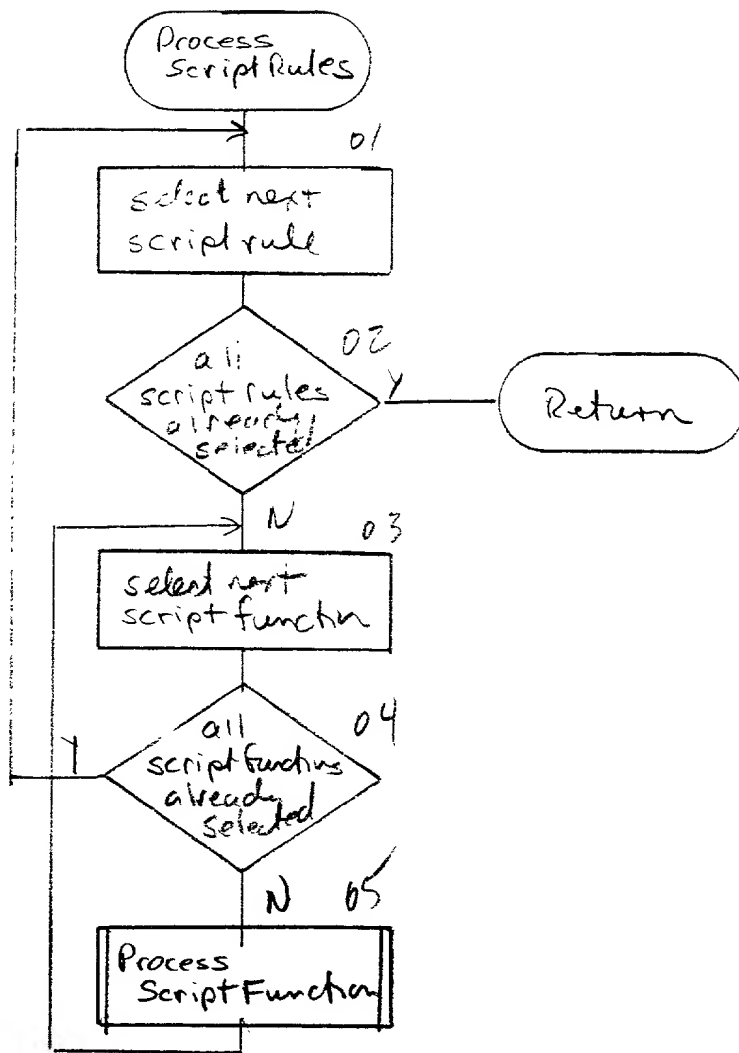 Process
Script Rules
01
select next
script rule
02
all
script rules
already
selected
Y
Return
N
03
select next
script function
04
all
script functions
already
selected
Y
N
05
Process
Script Function